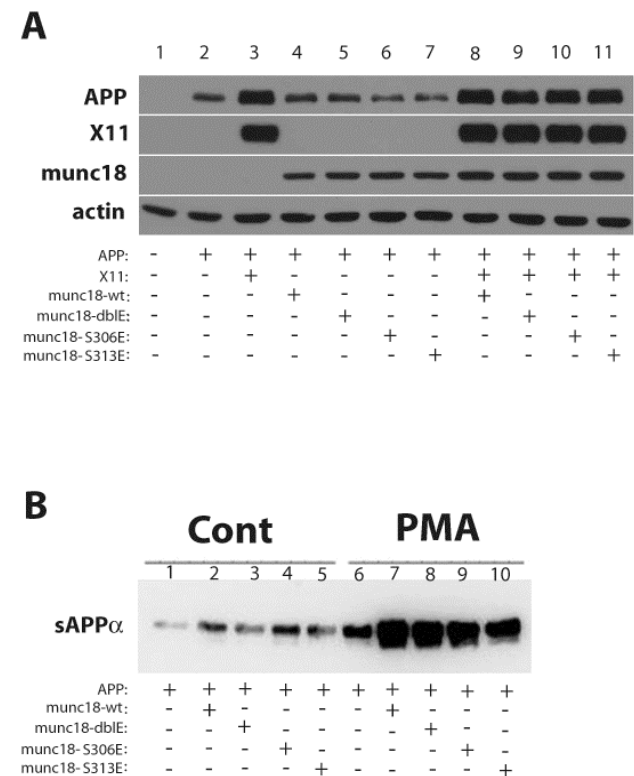 A
1 2 3 4 5 6 7 8 9 10 11
APP
X11
munc18
actin
APP: - + + + + + + + + + +
X11: - - + - - - - + + + +
munc18-wt: - - - + - - - + - - -
munc18-dblE: - - - - + - - - + - -
munc18-S306E: - - - - - + - - - + -
munc18-S313E: - - - - - - + - - - +
B
Cont PMA
1 2 3 4 5 6 7 8 9 10
sAPPα
APP: + + + + + + + + + +
munc18-wt: - + - - - - + - - -
munc18-dblE: - - + - - - - + - -
munc18-S306E: - - - + - - - - + -
munc18-S313E: - - - - + - - - - +